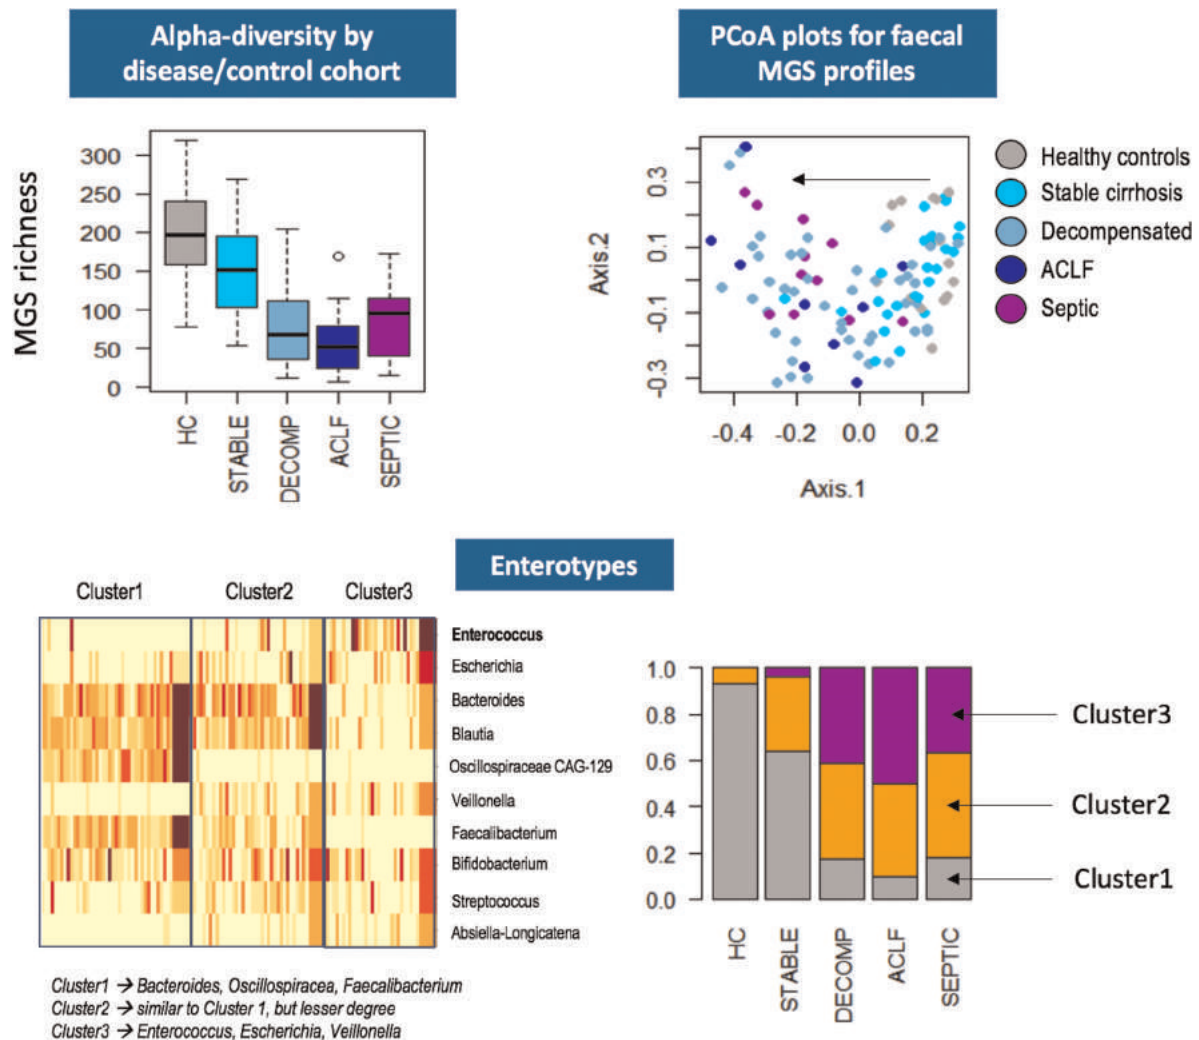 Alpha-diversity by
disease/control cohort
MGS richness
300
250
200
150
100
50
0
HC
STABLE
DECOMP
ACLF
SEPTIC
PCoA plots for faecal
MGS profiles
Axis.2
0.3
0.1
-0.1
-0.3
-0.4
-0.2
0.0
0.2
Axis.1
Healthy controls
Stable cirrhosis
Decompensated
ACLF
Septic
Enterotypes
Cluster1
Cluster2
Cluster3
Enterococcus
Escherichia
Bacteroides
Blautia
Oscillospiraceae CAG-129
Veillonella
Faecalibacterium
Bifidobacterium
Streptococcus
Absiella-Longicatena
Cluster1 → Bacteroides, Oscillospiracea, Faecalibacterium
Cluster2 → similar to Cluster 1, but lesser degree
Cluster3 → Enterococcus, Escherichia, Veillonella
1.0
0.8
0.6
0.4
0.2
0.0
HC
STABLE
DECOMP
ACLF
SEPTIC
Cluster3
Cluster2
Cluster1